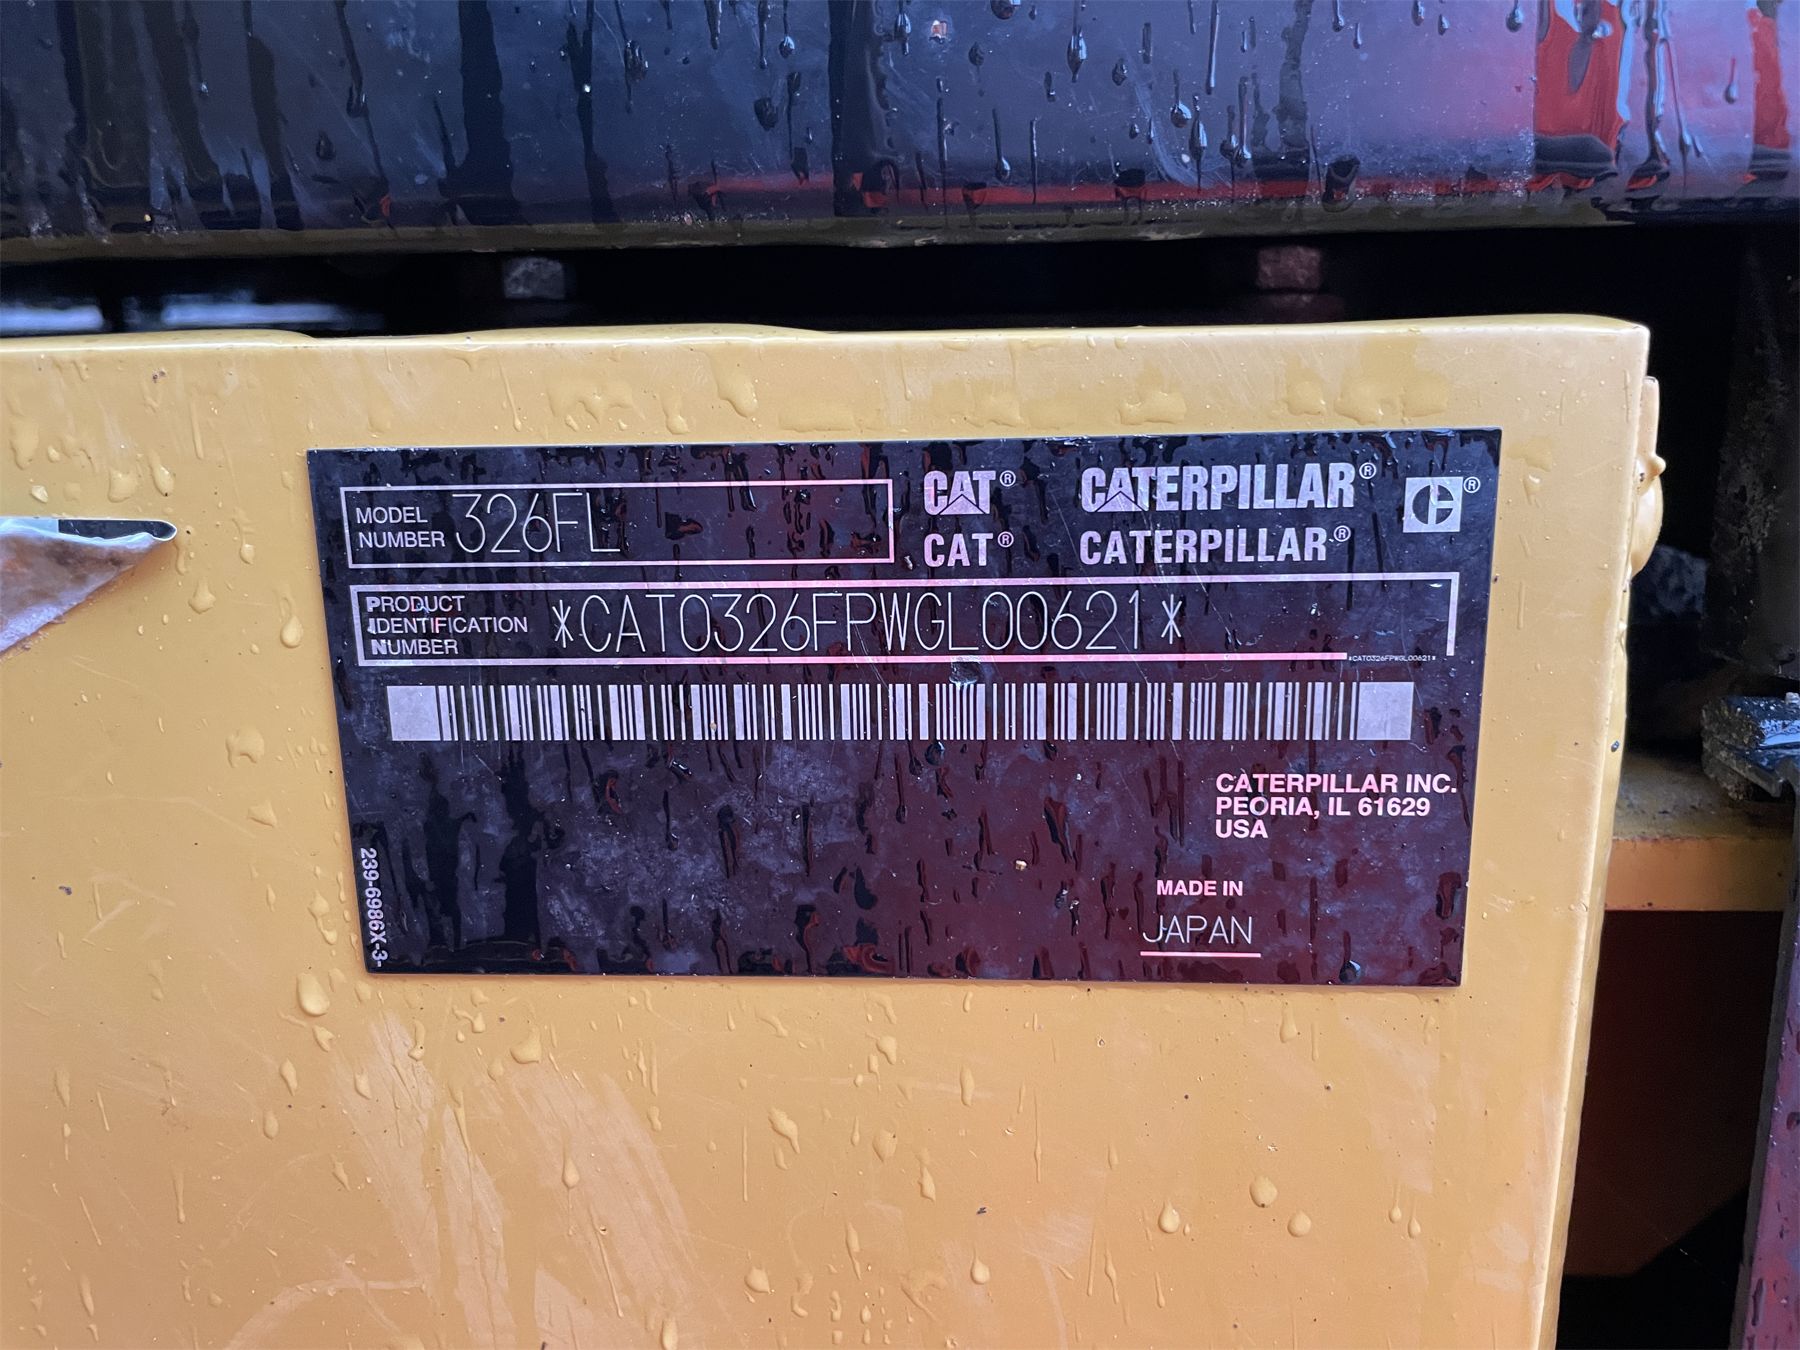 MODEL NUMBER 326FL
CAT® CATERPILLAR® ®
CAT® CATERPILLAR®
PRODUCT IDENTIFICATION NUMBER *CAT0326FPWGL00621*
*CAT0326FPWGL00621*
CATERPILLAR INC.
PEORIA, IL 61629
USA
MADE IN
JAPAN
239-6986X-3